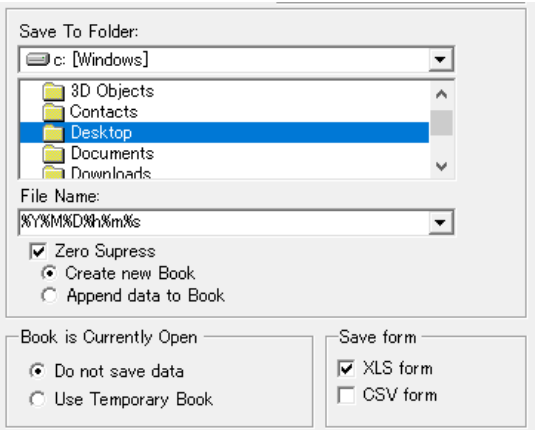 Save To Folder:
c: [Windows]
3D Objects
Contacts
Desktop
Documents
Downloads
File Name:
%Y%M%D%h%m%s
Zero Supress
Create new Book
Append data to Book
Book is Currently Open
Do not save data
Use Temporary Book
Save form
XLS form
CSV form